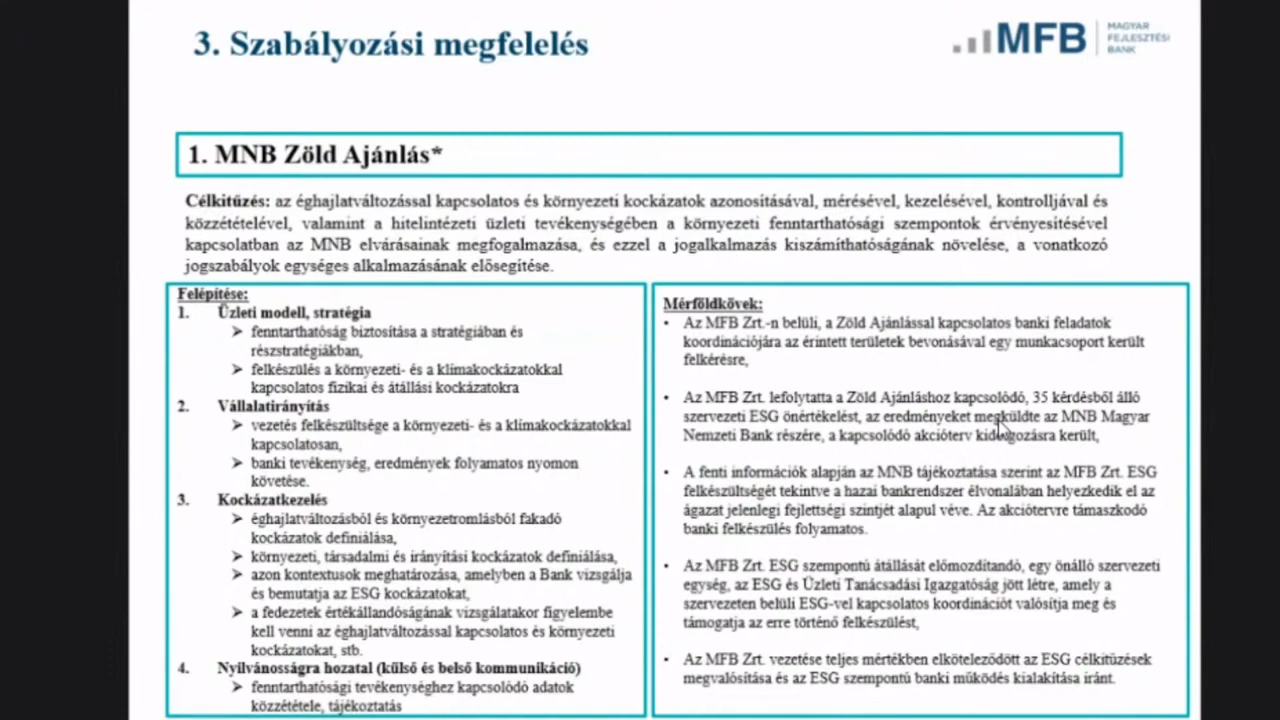 3. Szabályozási megfelelés
MFB
MAGYAR
FEJLESZTÉSI
BANK
1. MNB Zöld Ajánlás*
Célkitűzés: az éghajlatváltozással kapcsolatos és környezeti kockázatok azonosításával, mérésével, kezelésével, kontrolljával és
közzétételével, valamint a hitelintézeti üzleti tevékenységében a környezeti fenntarthatósági szempontok érvényesítésével
kapcsolatban az MNB elvárásainak megfogalmazása, és ezzel a jogalkalmazás kiszámíthatóságának növelése, a vonatkozó
jogszabályok egységes alkalmazásának elősegítése.
Felépítése:
1. Üzleti modell, stratégia
➢ fenntarthatóság biztosítása a stratégiában és
részstratégiákban,
➢ felkészülés a környezeti- és a klímakockázatokkal
kapcsolatos fizikai és átállási kockázatokra
2. Vállalatirányítás
➢ vezetés felkészültsége a környezeti- és a klímakockázatokkal
kapcsolatosan,
➢ banki tevékenység, eredmények folyamatos nyomon
követése.
3. Kockázatkezelés
➢ éghajlatváltozásból és környezetromlásból fakadó
kockázatok definiálása,
➢ környezeti, társadalmi és irányítási kockázatok definiálása,
➢ azon kontextusok meghatározása, amelyben a Bank vizsgálja
és bemutatja az ESG kockázatokat,
➢ a fedezetek értékállandóságának vizsgálatakor figyelembe
kell venni az éghajlatváltozással kapcsolatos és környezeti
kockázatokat, stb.
4. Nyilvánosságra hozatal (külső és belső kommunikáció)
➢ fenntarthatósági tevékenységhez kapcsolódó adatok
közzététele, tájékoztatás
Mérföldkövek:
• Az MFB Zrt.-n belüli, a Zöld Ajánlással kapcsolatos banki feladatok
koordinációjára az érintett területek bevonásával egy munkacsoport került
felkérésre,
• Az MFB Zrt. lefolytatta a Zöld Ajánláshoz kapcsolódó, 35 kérdésből álló
szervezeti ESG önértékelést, az eredményeket megküldte az MNB Magyar
Nemzeti Bank részére, a kapcsolódó akcióterv kidolgozásra került,
• A fenti információk alapján az MNB tájékoztatása szerint az MFB Zrt. ESG
felkészültségét tekintve a hazai bankrendszer élvonalában helyezkedik el az
ágazat jelenlegi fejlettségi szintjét alapul véve. Az akciótervre támaszkodó
banki felkészülés folyamatos.
• Az MFB Zrt. ESG szempontú átállását előmozdítandó, egy önálló szervezeti
egység, az ESG és Üzleti Tanácsadási Igazgatóság jött létre, amely a
szervezeten belüli ESG-vel kapcsolatos koordinációt valósítja meg és
támogatja az erre történő felkészülést,
• Az MFB Zrt. vezetése teljes mértékben elköteleződött az ESG célkitűzések
megvalósítása és az ESG szempontú banki működés kialakítása iránt.